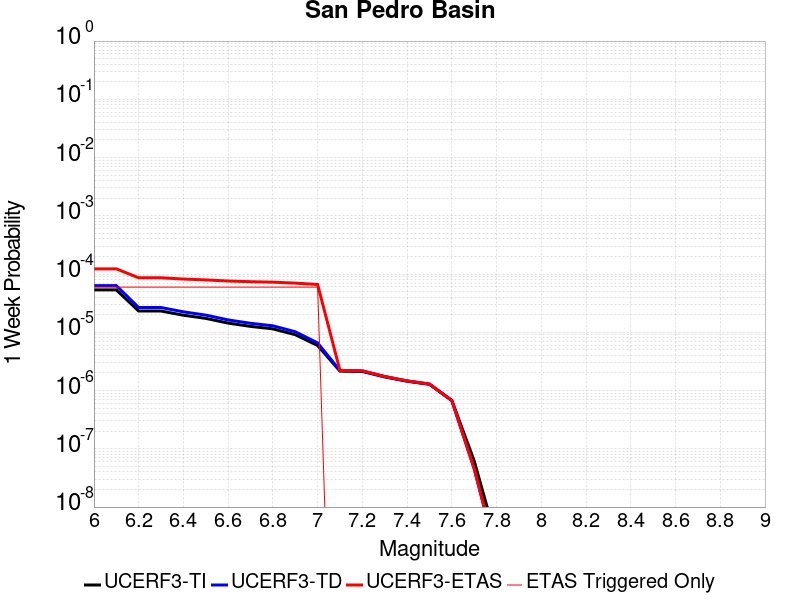 San Pedro Basin
10^0
10^-1
10^-2
10^-3
10^-4
10^-5
10^-6
10^-7
10^-8
1 Week Probability
6 6.2 6.4 6.6 6.8 7 7.2 7.4 7.6 7.8 8 8.2 8.4 8.6 8.8 9
Magnitude
UCERF3-TI UCERF3-TD UCERF3-ETAS ETAS Triggered Only